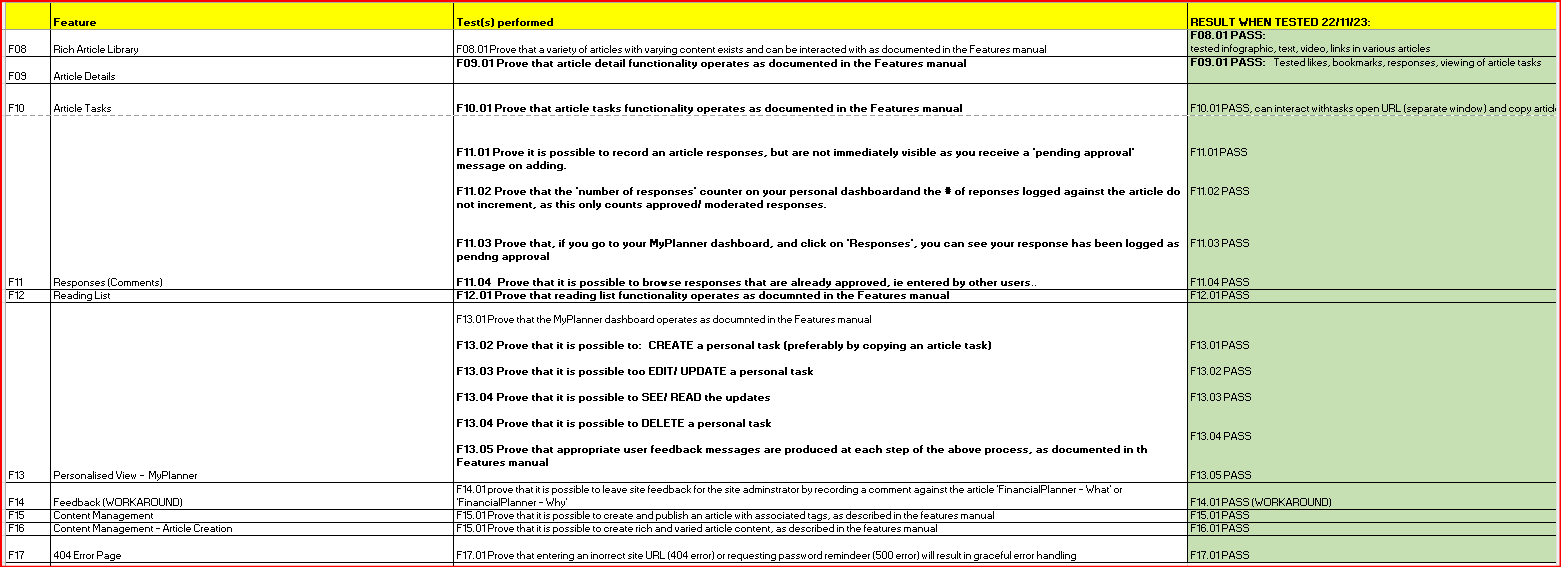 Feature Test(s) performed RESULT WHEN TESTED 22/11/23:
F08 Rich Article Library F08.01 Prove that a variety of articles with varying content exists and can be interacted with as documented in the Features manual F08.01 PASS:
tested infographic, text, video, links in various articles
F09 Article Details F09.01 Prove that article detail functionality operates as documented in the Features manual F09.01 PASS: Tested likes, bookmarks, responses, viewing of article tasks
F10 Article Tasks F10.01 Prove that article tasks functionality operates as documented in the Features manual F10.01 PASS, can interact withtasks open URL (separate window) and copy articl
F11 Responses (Comments)
F11.01 Prove it is possible to record an article responses, but are not immediately visible as you receive a 'pending approval' F11.01 PASS
message on adding.
F11.02 Prove that the 'number of responses' counter on your personal dashboardand the # of reponses logged against the article do F11.02 PASS
not increment, as this only counts approved/ moderated responses.
F11.03 Prove that, if you go to your MyPlanner dashboard, and click on 'Responses', you can see your response has been logged as F11.03 PASS
pendng approval
F11.04 Prove that it is possible to browse responses that are already approved, ie entered by other users.. F11.04 PASS
F12 Reading List F12.01 Prove that reading list functionality operates as documnted in the Features manual F12.01 PASS
F13 Personalised View - MyPlanner
F13.01 Prove that the MyPlanner dashboard operates as documnted in the Features manual
F13.02 Prove that it is possible to: CREATE a personal task (preferably by copying an article task) F13.01 PASS
F13.03 Prove that it is possible too EDIT/ UPDATE a personal task F13.02 PASS
F13.04 Prove that it is possible to SEE/ READ the updates F13.03 PASS
F13.04 Prove that it is possible to DELETE a personal task
F13.04 PASS
F13.05 Prove that appropriate user feedback messages are produced at each step of the above process, as documented in th
Features manual
F13.05 PASS
F14 Feedback (WORKAROUND) F14.01 prove that it is possible to leave site feedback for the site adminstrator by recording a comment against the article 'FinancialPlanner - What' or
'FinancialPlanner - Why' F14.01 PASS (WORKAROUND)
F15 Content Management F15.01 Prove that it is possible to create and publish an article with associated tags, as described in the features manual F15.01 PASS
F16 Content Management - Article Creation F15.01 Prove that it is possible to create rich and varied article content, as described in the features manual F16.01 PASS
F17 404 Error Page F17.01 Prove that entering an inorrect site URL (404 error) or requesting password remindeer (500 error) will result in graceful error handling F17.01 PASS